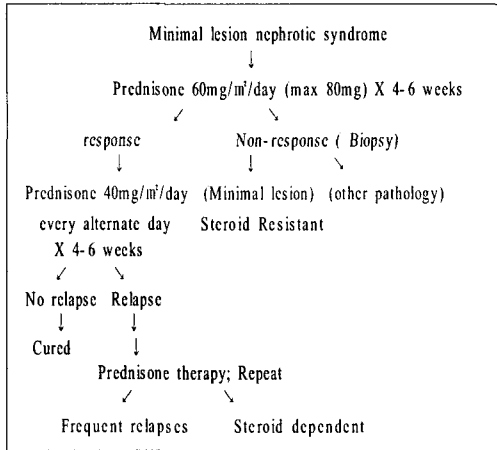 Minimal lesion nephrotic syndrome
Prednisone 60mg/m²/day (max 80mg) X 4-6 weeks
response Non-response ( Biopsy)
Prednisone 40mg/m²/day (Minimal lesion) (other pathology)
every alternate day Steroid Resistant
X 4-6 weeks
No relapse Relapse
Cured
Prednisone therapy; Repeat
Frequent relapses Steroid dependent